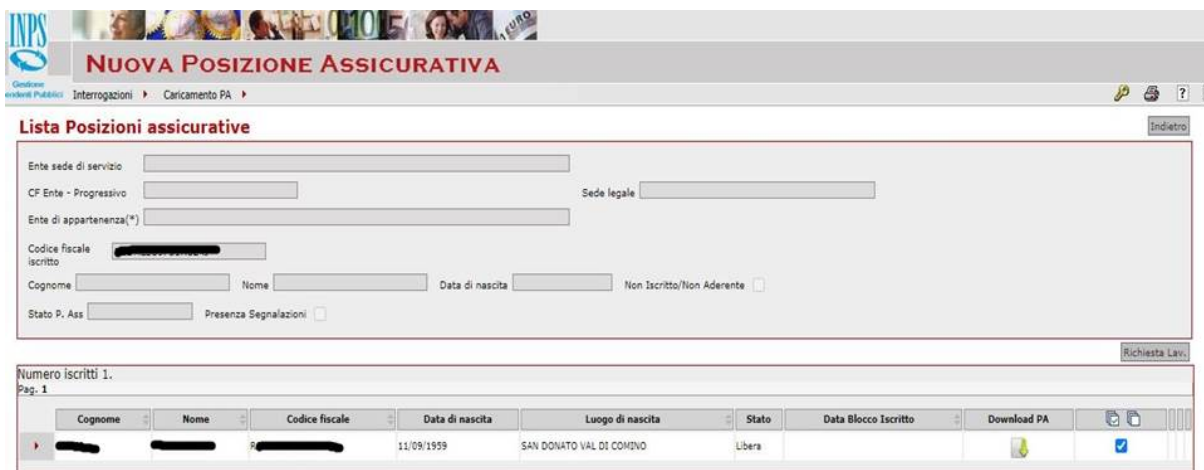 INPS
EURO
NUOVA POSIZIONE ASSICURATIVA
Gestione
Pubblici
Interrogazioni Caricamento PA ?
Lista Posizioni assicurative Indietro
Ente sede di servizio
CF Ente - Progressivo Sede legale
Ente di appartenenza(*)
Codice fiscale
iscritto
Cognome Nome Data di nascita Non Iscritto/Non Aderente
Stato P. Ass Presenza Segnalazioni
Richiesta Lav.
Numero iscritti 1.
Pag. 1
Cognome Nome Codice fiscale Data di nascita Luogo di nascita Stato Data Blocco Iscritto Download PA
11/09/1959 SAN DONATO VAL DI COMINO Libera